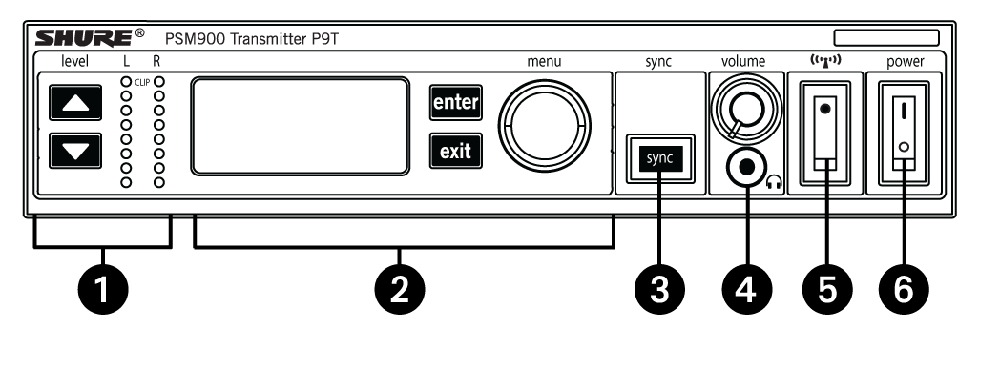 SHURE® PSM900 Transmitter P9T
level L R menu sync volume power
CLIP
enter
exit
sync
1 2 3 4 5 6